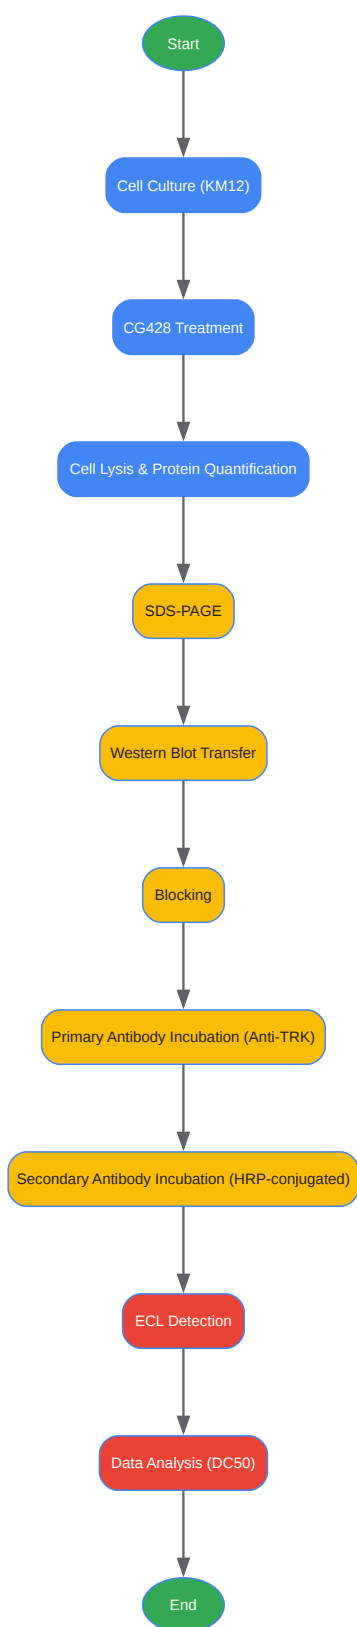 Start
Cell Culture (KM12)
CG428 Treatment
Cell Lysis & Protein Quantification
SDS-PAGE
Western Blot Transfer
Blocking
Primary Antibody Incubation (Anti-TRK)
Secondary Antibody Incubation (HRP-conjugated)
ECL Detection
Data Analysis (DC50)
End